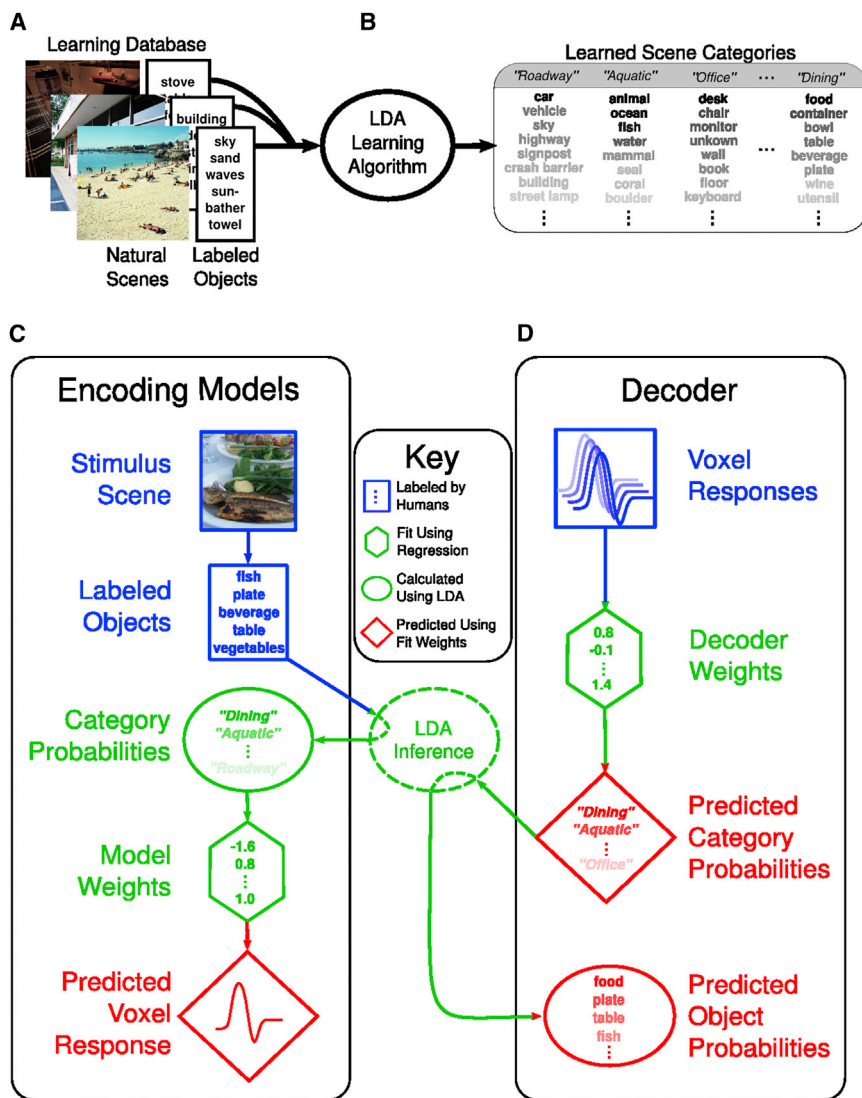 A
Learning Database
stove
building
sky
sand
waves
sun-
bather
towel
Natural
Scenes
Labeled
Objects
LDA
Learning
Algorithm
B
Learned Scene Categories
"Roadway" "Aquatic" "Office" ... "Dining"
car animal desk food
vehicle ocean chair container
sky fish monitor bowl
highway water unkown ... table
signpost mammal wall beverage
crash barrier seal book plate
building coral floor wine
street lamp boulder keyboard utensil
C
Encoding Models
Stimulus
Scene
Labeled
Objects
fish
plate
beverage
table
vegetables
Category
Probabilities
"Dining"
"Aquatic"
"Roadway"
Model
Weights
-1.6
0.8
1.0
Predicted
Voxel
Response
Key
Labeled by
Humans
Fit Using
Regression
Calculated
Using LDA
Predicted Using
Fit Weights
LDA
Inference
D
Decoder
Voxel
Responses
0.8
-0.1
1.4
Decoder
Weights
"Dining"
"Aquatic"
"Office"
Predicted
Category
Probabilities
food
plate
table
fish
Predicted
Object
Probabilities